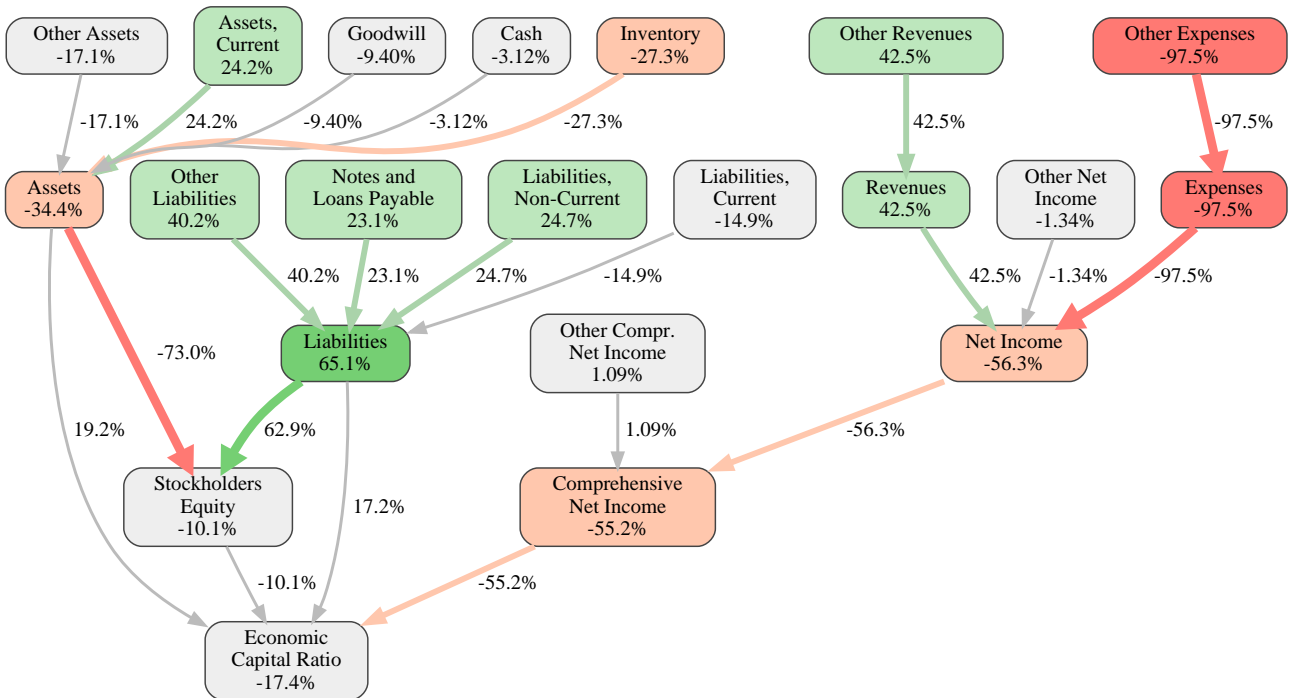 Other Assets
-17.1%
Assets,
Current
24.2%
Goodwill
-9.40%
Cash
-3.12%
Inventory
-27.3%
Other Revenues
42.5%
Other Expenses
-97.5%
-17.1%
24.2%
-9.40%
-3.12%
-27.3%
42.5%
-97.5%
Assets
-34.4%
Other
Liabilities
40.2%
Notes and
Loans Payable
23.1%
Liabilities,
Non-Current
24.7%
Liabilities,
Current
-14.9%
Revenues
42.5%
Other Net
Income
-1.34%
Expenses
-97.5%
40.2%
23.1%
24.7%
-14.9%
42.5%
-1.34%
-97.5%
-73.0%
Liabilities
65.1%
Other Compr.
Net Income
1.09%
Net Income
-56.3%
19.2%
62.9%
17.2%
1.09%
-56.3%
Stockholders
Equity
-10.1%
Comprehensive
Net Income
-55.2%
-10.1%
-55.2%
Economic
Capital Ratio
-17.4%